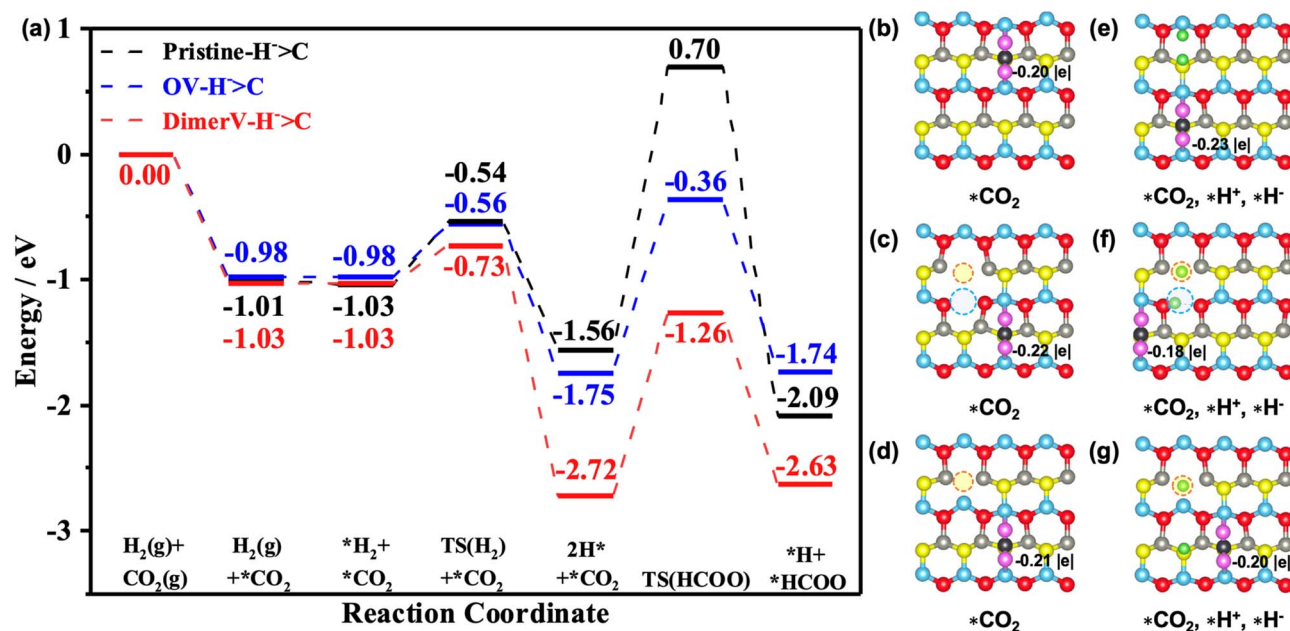 (a)
Pristine-H⁻>C
OV-H⁻>C
DimerV-H⁻>C
Energy / eV
1
0
-1
-2
-3
0.00
-0.98
-1.01
-1.03
-0.98
-1.03
-1.03
-0.54
-0.56
-0.73
-1.56
-1.75
-2.72
0.70
-0.36
-1.26
-1.74
-2.09
-2.63
H₂(g)+
CO₂(g)
H₂(g)
+*CO₂
*H₂+
*CO₂
TS(H₂)
+*CO₂
2H*
+*CO₂
TS(HCOO)
*H+
*HCOO
Reaction Coordinate
(b)
-0.20 |e|
*CO₂
(e)
-0.23 |e|
*CO₂, *H⁺, *H⁻
(c)
-0.22 |e|
*CO₂
(f)
-0.18 |e|
*CO₂, *H⁺, *H⁻
(d)
-0.21 |e|
*CO₂
(g)
-0.20 |e|
*CO₂, *H⁺, *H⁻